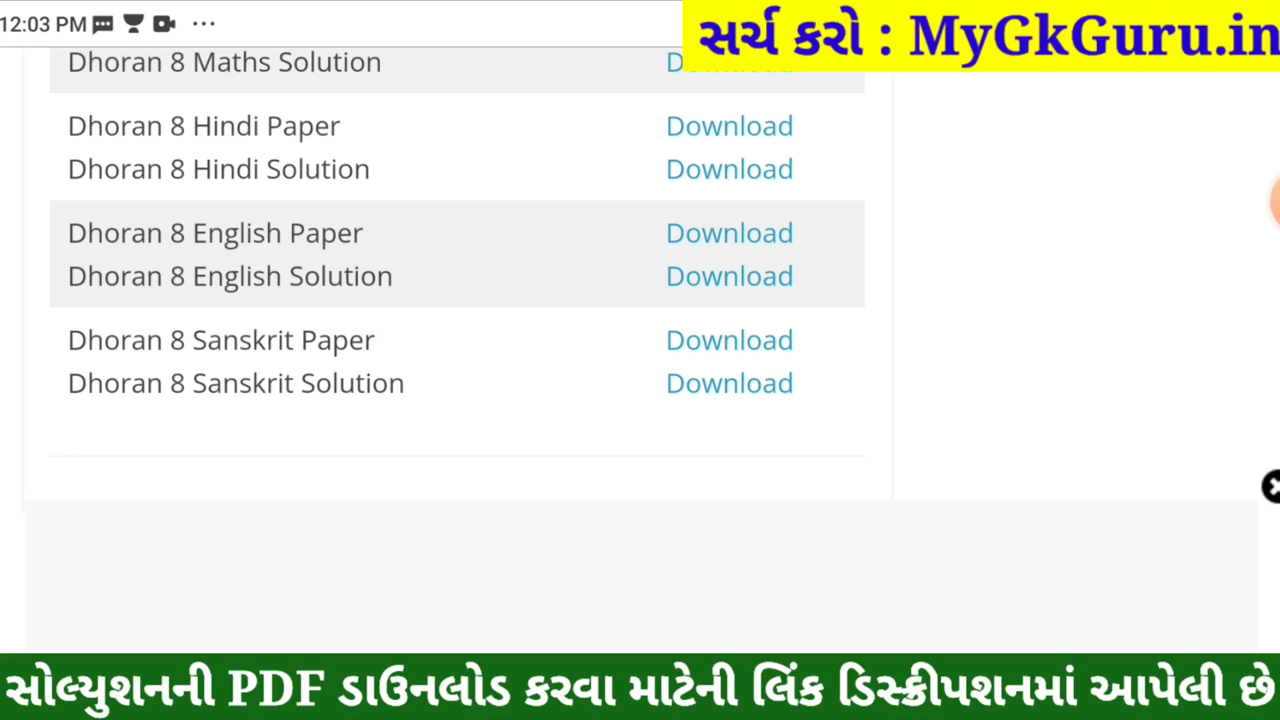 12:03 PM
સર્ચ કરો : MyGkGuru.in
Dhoran 8 Maths Solution
Dhoran 8 Hindi Paper Download
Dhoran 8 Hindi Solution Download
Dhoran 8 English Paper Download
Dhoran 8 English Solution Download
Dhoran 8 Sanskrit Paper Download
Dhoran 8 Sanskrit Solution Download
સોલ્યુશનની PDF ડાઉનલોડ કરવા માટેની લિંક ડિસ્ક્રીપશનમાં આપેલી છે